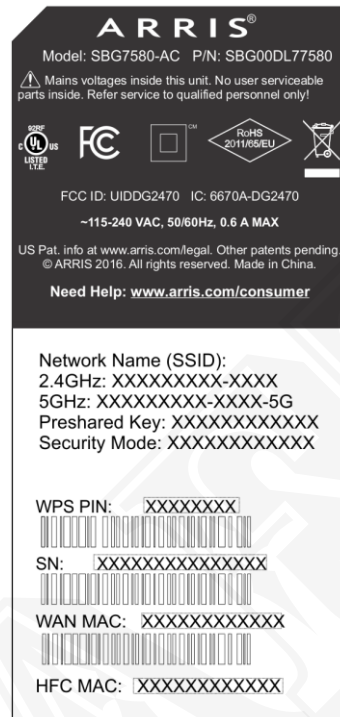 ARRIS®
Model: SBG7580-AC P/N: SBG00DL77580
Mains voltages inside this unit. No user serviceable
parts inside. Refer service to qualified personnel only!
92RF
C UL US
LISTED
I.T.E.
FC
CM
RoHS
2011/65/EU
FCC ID: UIDDG2470 IC: 6670A-DG2470
~115-240 VAC, 50/60Hz, 0.6 A MAX
US Pat. info at www.arris.com/legal. Other patents pending.
© ARRIS 2016. All rights reserved. Made in China.
Need Help: www.arris.com/consumer
Network Name (SSID):
2.4GHz: XXXXXXXXX-XXXX
5GHz: XXXXXXXXX-XXXX-5G
Preshared Key: XXXXXXXXXXXX
Security Mode: XXXXXXXXXXXX
WPS PIN: XXXXXXXX
SN: XXXXXXXXXXXXXXX
WAN MAC: XXXXXXXXXXXX
HFC MAC: XXXXXXXXXXXX